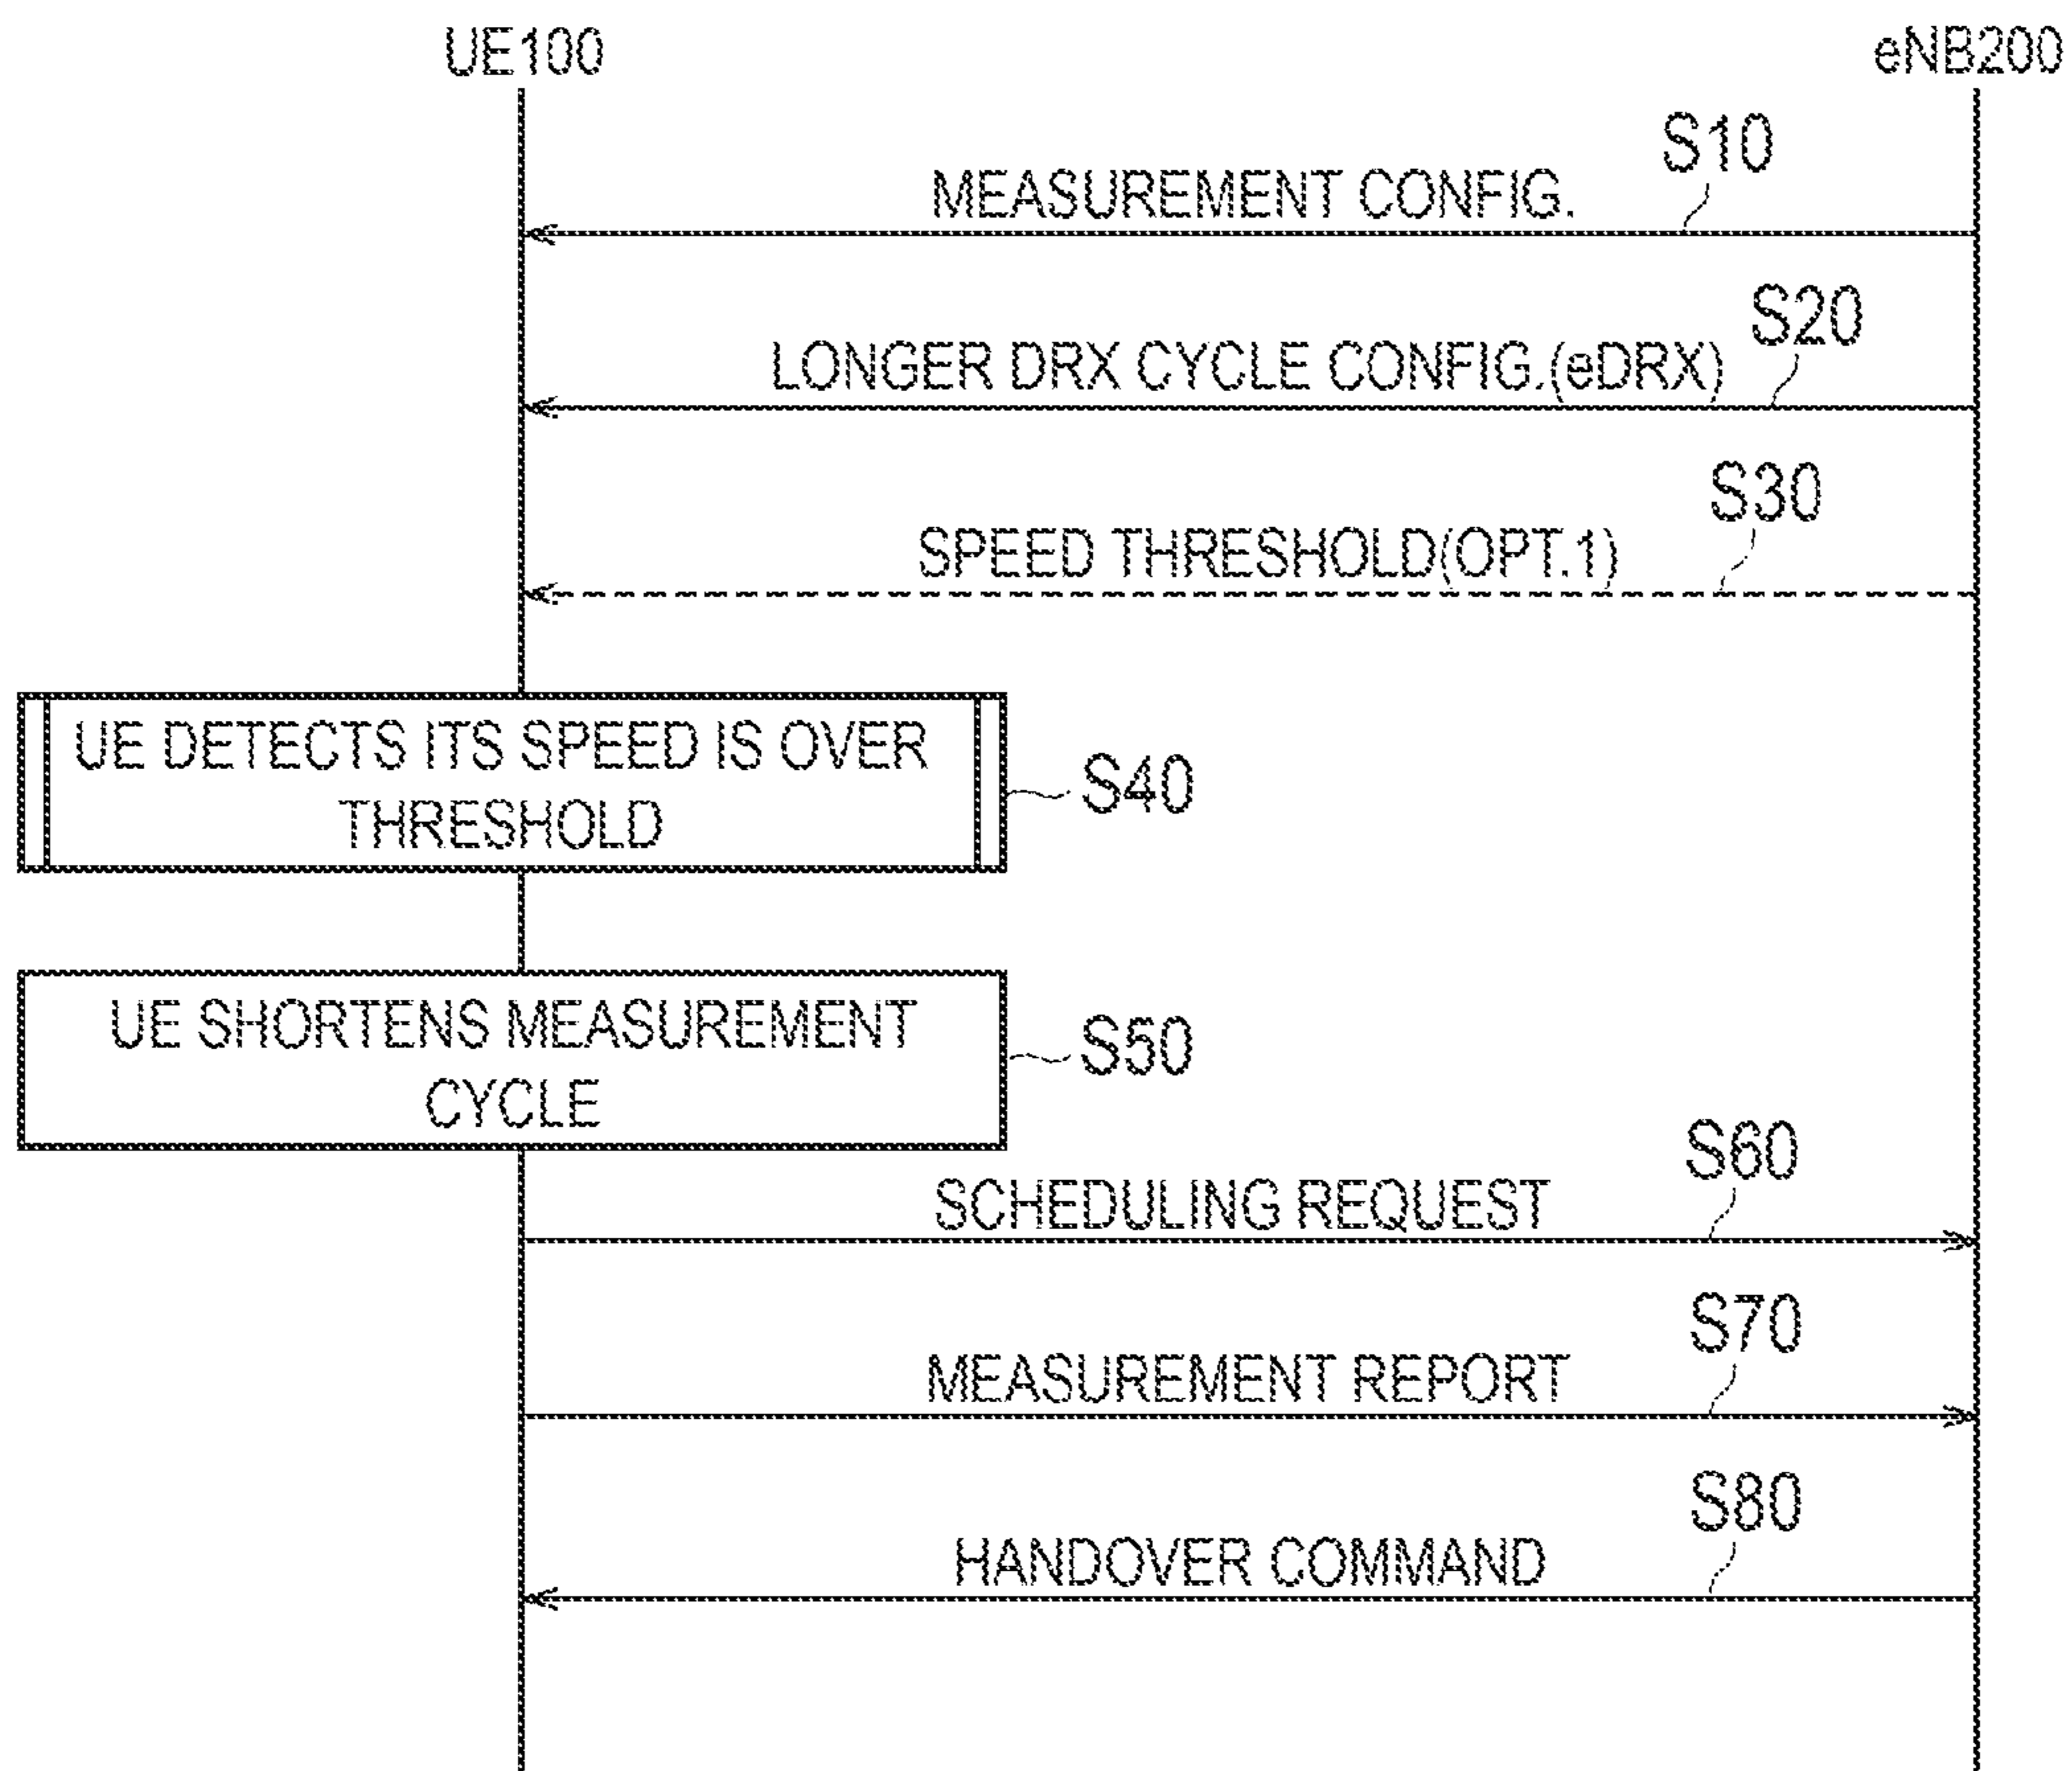 UE100
eNB200
S10
MEASUREMENT CONFIG.
S20
LONGER DRX CYCLE CONFIG.(eDRX)
S30
SPEED THRESHOLD(OPT.1)
UE DETECTS ITS SPEED IS OVER
THRESHOLD
S40
UE SHORTENS MEASUREMENT
CYCLE
S50
S60
SCHEDULING REQUEST
S70
MEASUREMENT REPORT
S80
HANDOVER COMMAND